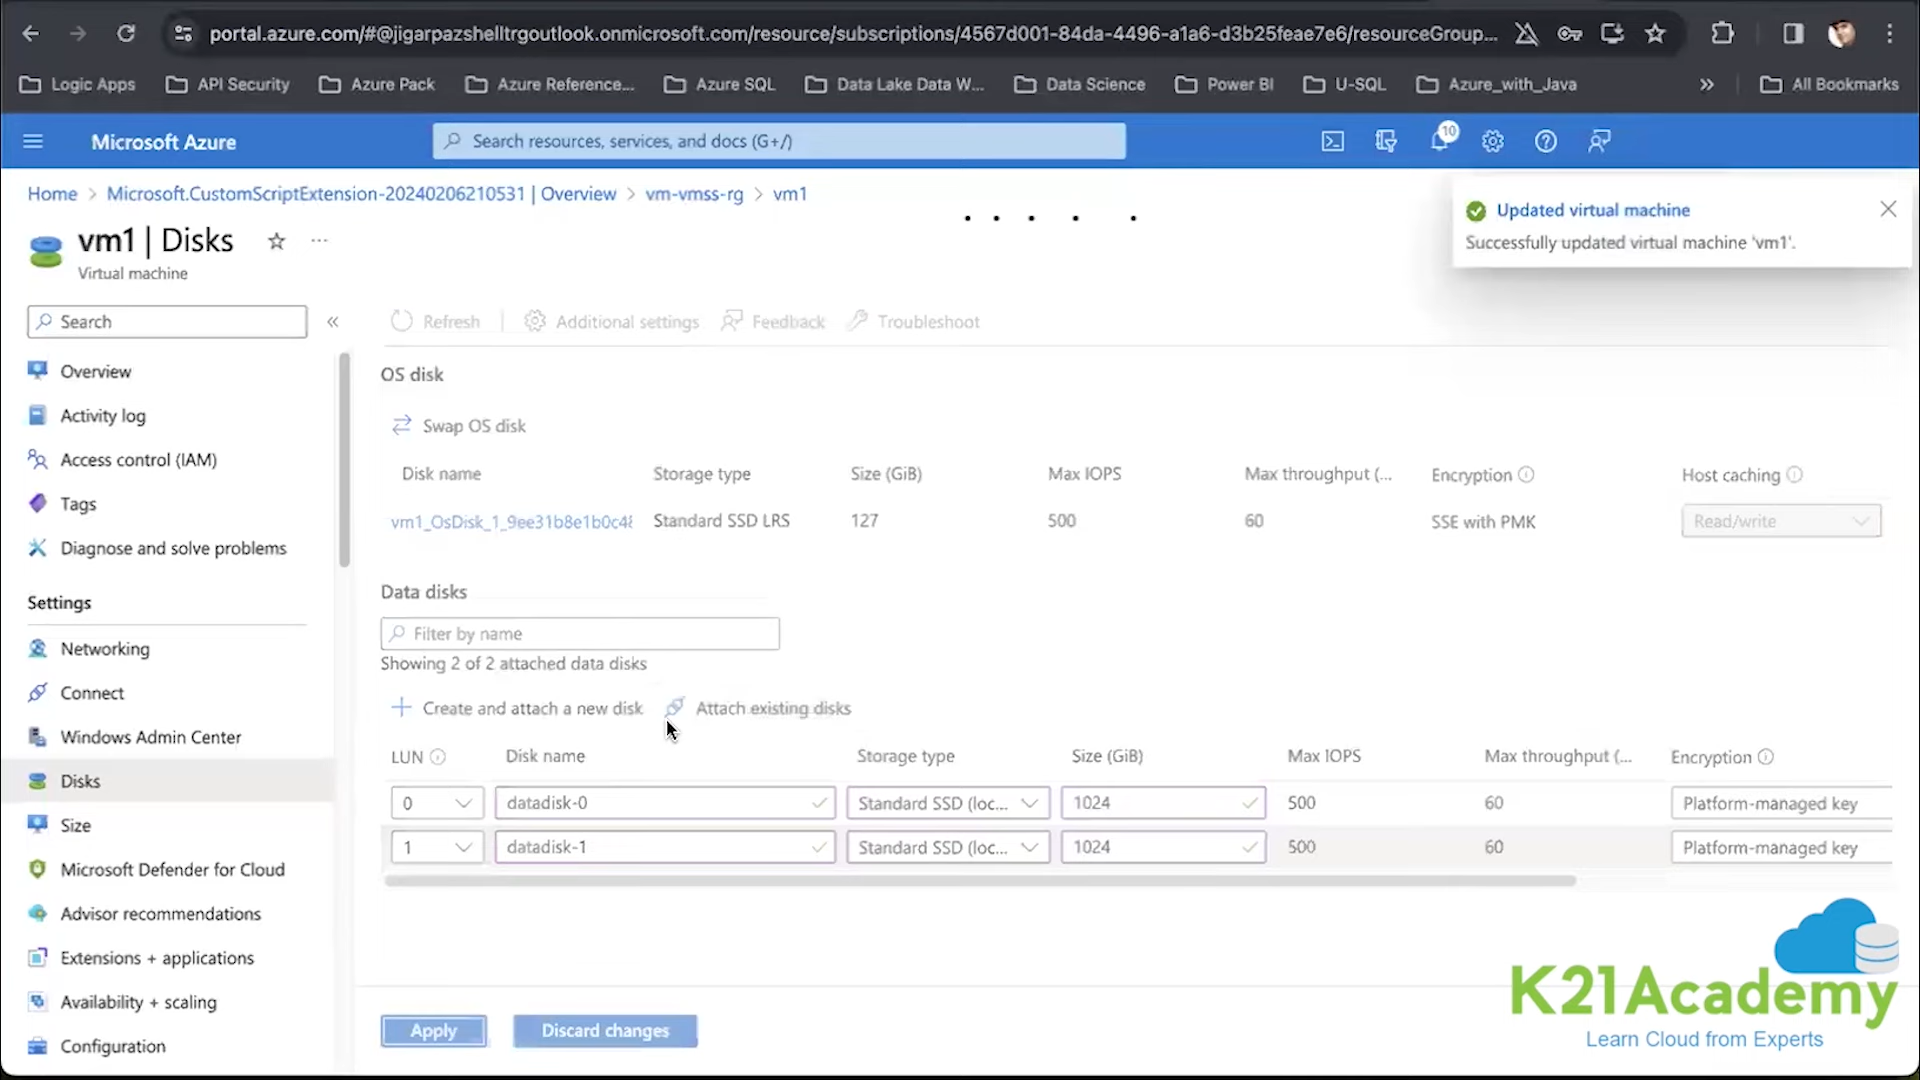 portal.azure.com/#@jigarpazshelltrgoutlook.onmicrosoft.com/resource/subscriptions/4567d001-84da-4496-a1a6-d3b25feae7e6/resourceGroup...
Logic Apps API Security Azure Pack Azure Reference... Azure SQL Data Lake Data W... Data Science Power BI U-SQL Azure_with_Java » All Bookmarks
Microsoft Azure Search resources, services, and docs (G+/) 10
Home > Microsoft.CustomScriptExtension-20240206210531 | Overview > vm-vmss-rg > vm1
Updated virtual machine
Successfully updated virtual machine 'vm1'.
vm1 | Disks ...
Virtual machine
Search «
Refresh Additional settings Feedback Troubleshoot
Overview
Activity log
Access control (IAM)
Tags
Diagnose and solve problems
Settings
Networking
Connect
Windows Admin Center
Disks
Size
Microsoft Defender for Cloud
Advisor recommendations
Extensions + applications
Availability + scaling
Configuration
OS disk
Swap OS disk
Disk name Storage type Size (GiB) Max IOPS Max throughput (... Encryption Host caching
vm1_OsDisk_1_9ee31b8e1b0c48 Standard SSD LRS 127 500 60 SSE with PMK Read/write
Data disks
Filter by name
Showing 2 of 2 attached data disks
Create and attach a new disk Attach existing disks
LUN Disk name Storage type Size (GiB) Max IOPS Max throughput (... Encryption
0 datadisk-0 Standard SSD (loc... 1024 500 60 Platform-managed key
1 datadisk-1 Standard SSD (loc... 1024 500 60 Platform-managed key
Apply Discard changes
K21Academy
Learn Cloud from Experts